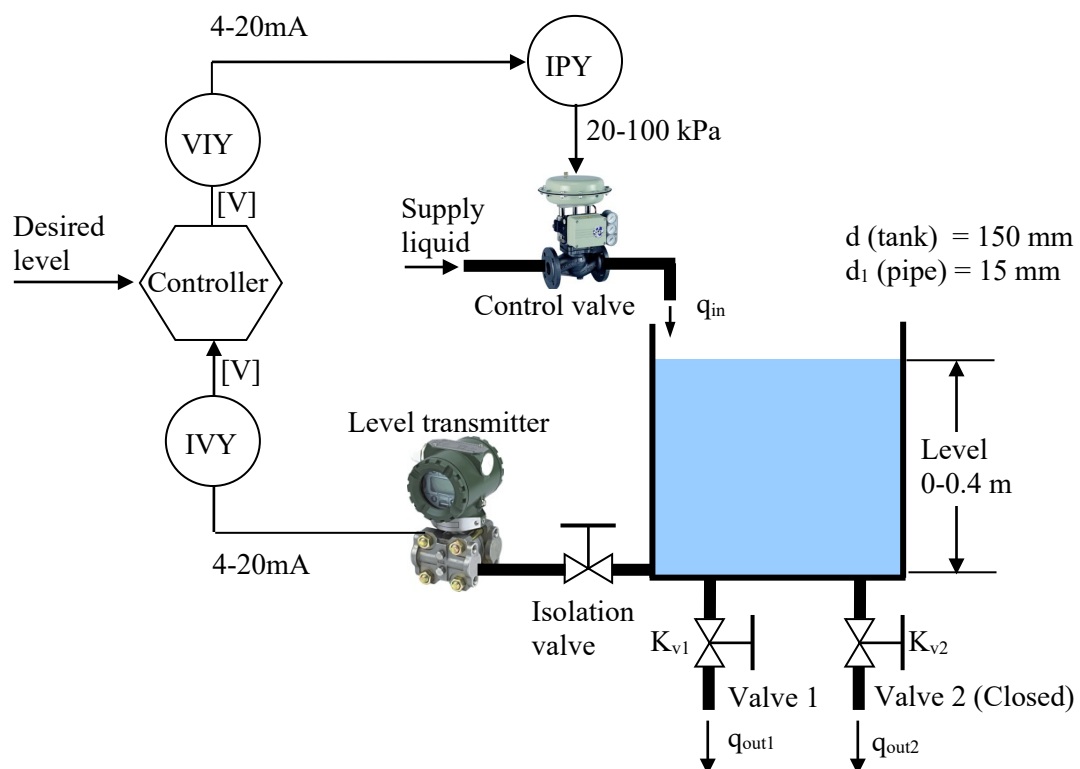 4-20mA
IPY
VIY
20-100 kPa
[V]
Desired
level
Controller
Supply
liquid
Control valve
d (tank) = 150 mm
d₁ (pipe) = 15 mm
qᵢₙ
[V]
IVY
Level transmitter
Level
0-0.4 m
4-20mA
Isolation
valve
Kᵥ₁
Kᵥ₂
Valve 1
Valve 2 (Closed)
qₒᵤₜ₁
qₒᵤₜ₂